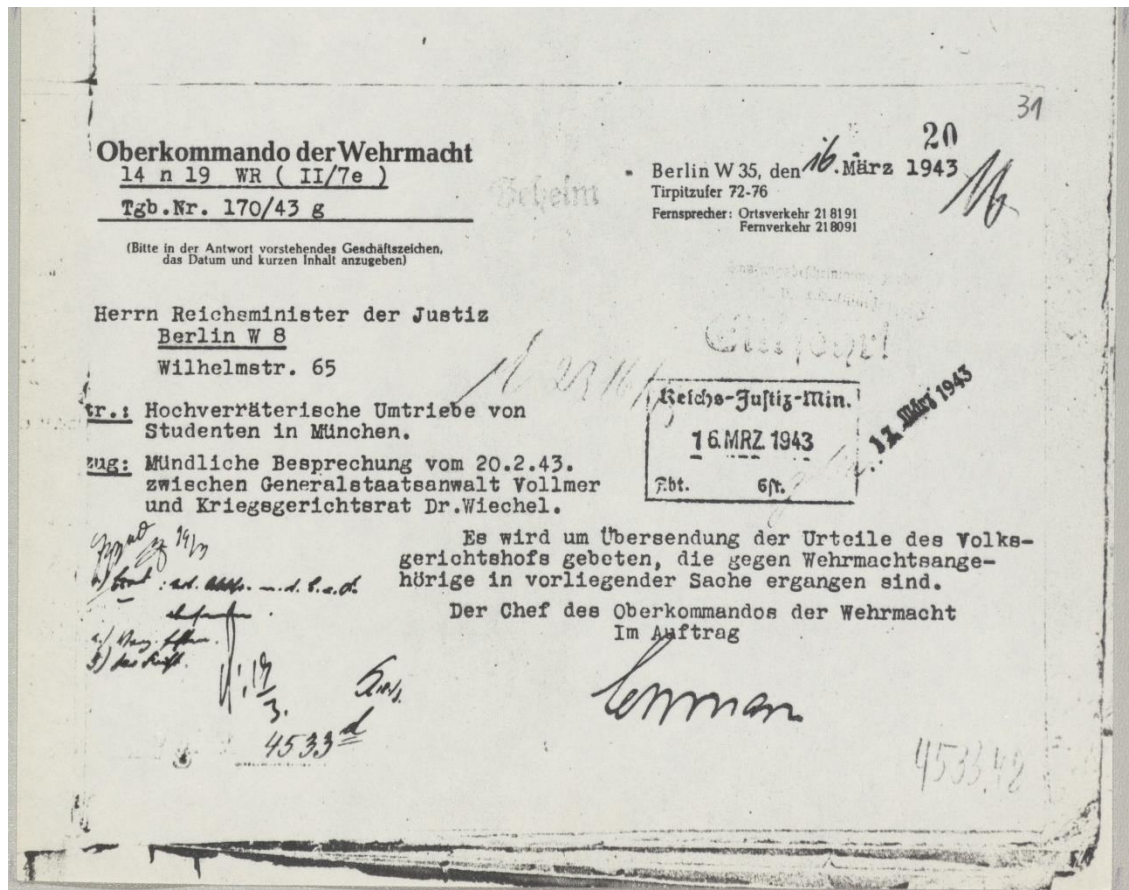 31
20
Oberkommando der Wehrmacht
14 n 19 WR ( II/7e )
Tgb.Nr. 170/43 g
(Bitte in der Antwort vorstehendes Geschäftszeichen,
das Datum und kurzen Inhalt anzugeben)
Geheim
Berlin W 35, den 16. März 1943
Tirpitzufer 72-76
Fernsprecher: Ortsverkehr 21 81 91
Fernverkehr 21 80 91
Herrn Reichsminister der Justiz
Berlin W 8
Wilhelmstr. 65
tr.: Hochverräterische Umtriebe von
Studenten in München.
zug: Mündliche Besprechung vom 20.2.43.
zwischen Generalstaatsanwalt Vollmer
und Kriegsgerichtsrat Dr.Wiechel.
Reichs-Justiz-Min.
16. MRZ. 1943
Abt.
17. März 1943
Es wird um Übersendung der Urteile des Volks-
gerichtshofs gebeten, die gegen Wehrmachtsange-
hörige in vorliegender Sache ergangen sind.
Der Chef des Oberkommandos der Wehrmacht
Im Auftrag
4533 d
4533.42